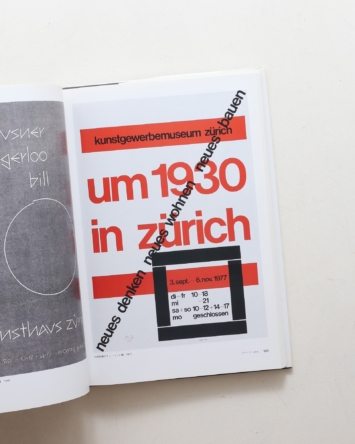 usner
gerloo
bill
nsthaus zü
kunstgewerbemuseum zürich
um 1930
in zürich
neues denken neues wohnen neues bauen
3. sept. – 6. nov. 1977
di - fr 10 - 18
mi - 21
sa + so 10 - 12 + 14 - 17
mo geschlossen